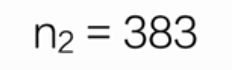 n₂ = 383